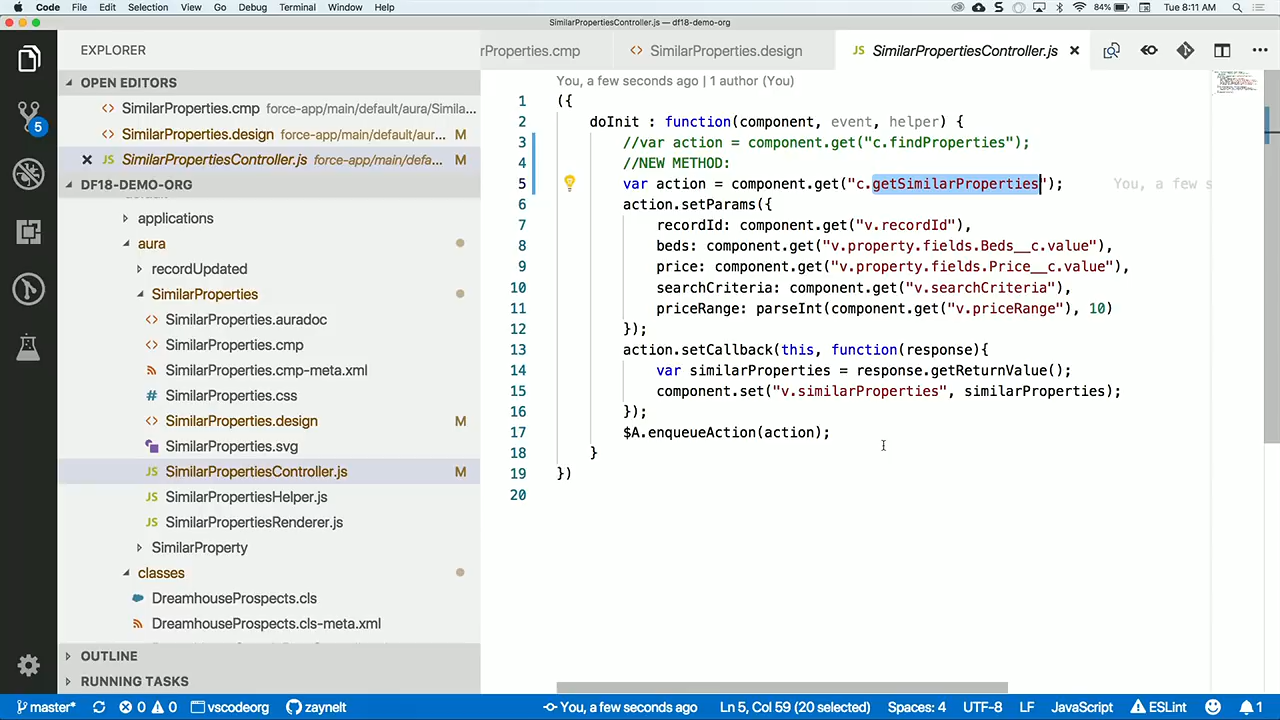 Code File Edit Selection View Go Debug Terminal Window Help 84% Tue 8:11 AM
SimilarPropertiesController.js — df18-demo-org
EXPLORER
OPEN EDITORS
SimilarProperties.cmp force-app/main/default/aura/Simila...
SimilarProperties.design force-app/main/default/aur... M
SimilarPropertiesController.js force-app/main/defa... M
DF18-DEMO-ORG
applications
aura
recordUpdated
SimilarProperties
SimilarProperties.auradoc
SimilarProperties.cmp
SimilarProperties.cmp-meta.xml
SimilarProperties.css
SimilarProperties.design M
SimilarProperties.svg
JS SimilarPropertiesController.js M
JS SimilarPropertiesHelper.js
JS SimilarPropertiesRenderer.js
SimilarProperty
classes
DreamhouseProspects.cls
DreamhouseProspects.cls-meta.xml
OUTLINE
RUNNING TASKS
5
rProperties.cmp SimilarProperties.design JS SimilarPropertiesController.js
You, a few seconds ago | 1 author (You)
1 ({
2 doInit : function(component, event, helper) {
3 //var action = component.get("c.findProperties");
4 //NEW METHOD:
5 var action = component.get("c.getSimilarProperties"); You, a few s
6 action.setParams({
7 recordId: component.get("v.recordId"),
8 beds: component.get("v.property.fields.Beds__c.value"),
9 price: component.get("v.property.fields.Price__c.value"),
10 searchCriteria: component.get("v.searchCriteria"),
11 priceRange: parseInt(component.get("v.priceRange"), 10)
12 });
13 action.setCallback(this, function(response){
14 var similarProperties = response.getReturnValue();
15 component.set("v.similarProperties", similarProperties);
16 });
17 $A.enqueueAction(action);
18 }
19 })
20
master* 0 0 vscodeorg zaynelt You, a few seconds ago Ln 5, Col 59 (20 selected) Spaces: 4 UTF-8 LF JavaScript ESLint 1